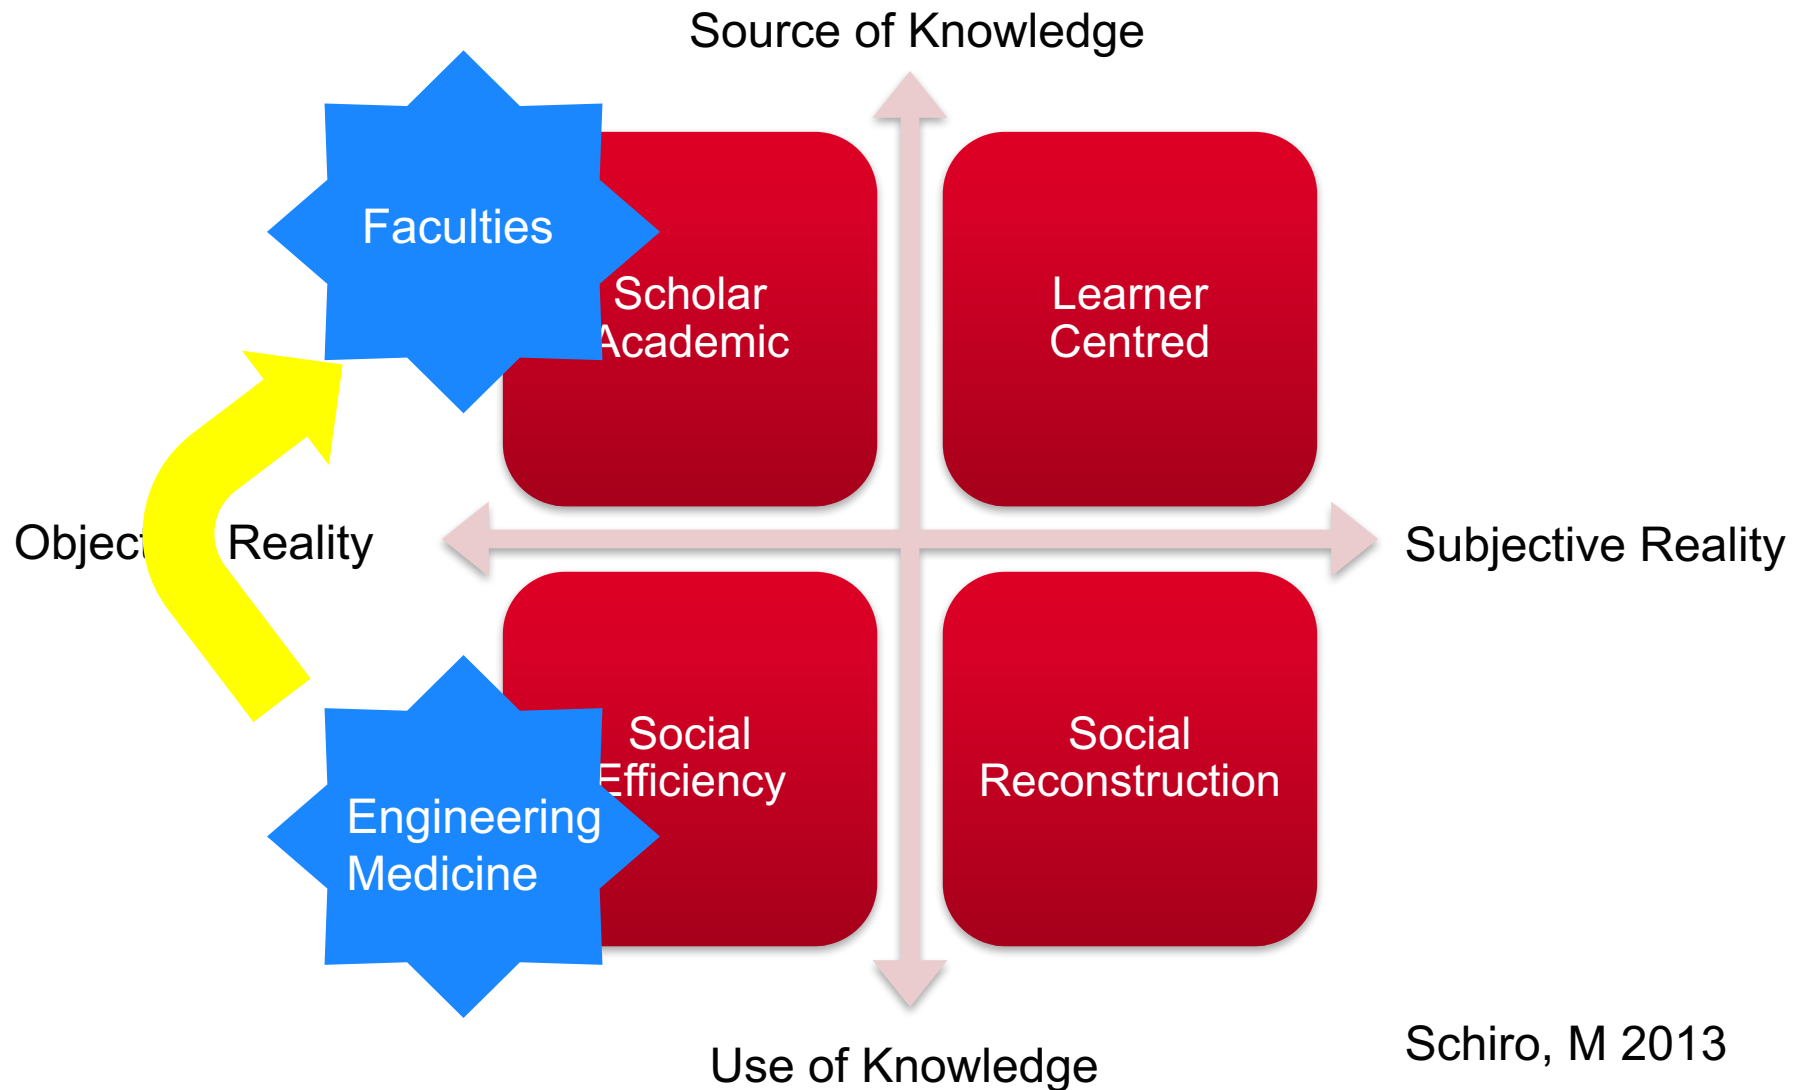 Source of Knowledge
Faculties
Scholar
Academic
Learner
Centred
Reality
Subjective Reality
Social
Efficiency
Social
Reconstruction
Engineering
Medicine
Schiro, M 2013
Use of Knowledge